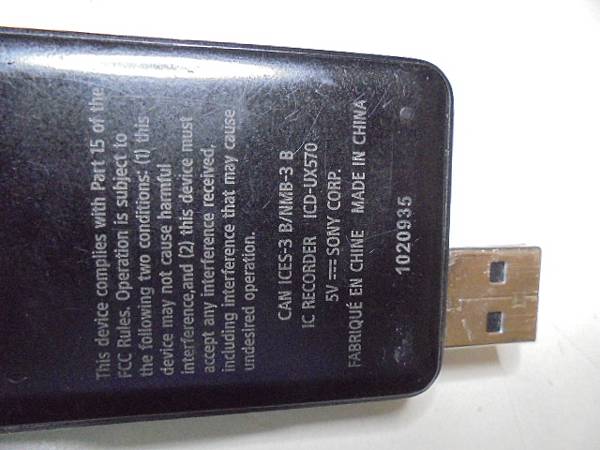 This device complies with Part 15 of the
FCC Rules. Operation is subject to
the following two conditions: (1) this
device may not cause harmful
interference,and (2) this device must
accept any interference received,
including interference that may cause
undesired operation.
CAN ICES-3 B/NMB-3 B
IC RECORDER ICD-UX570
5V ⎓ SONY CORP.
FABRIQUÉ EN CHINE MADE IN CHINA
1020935